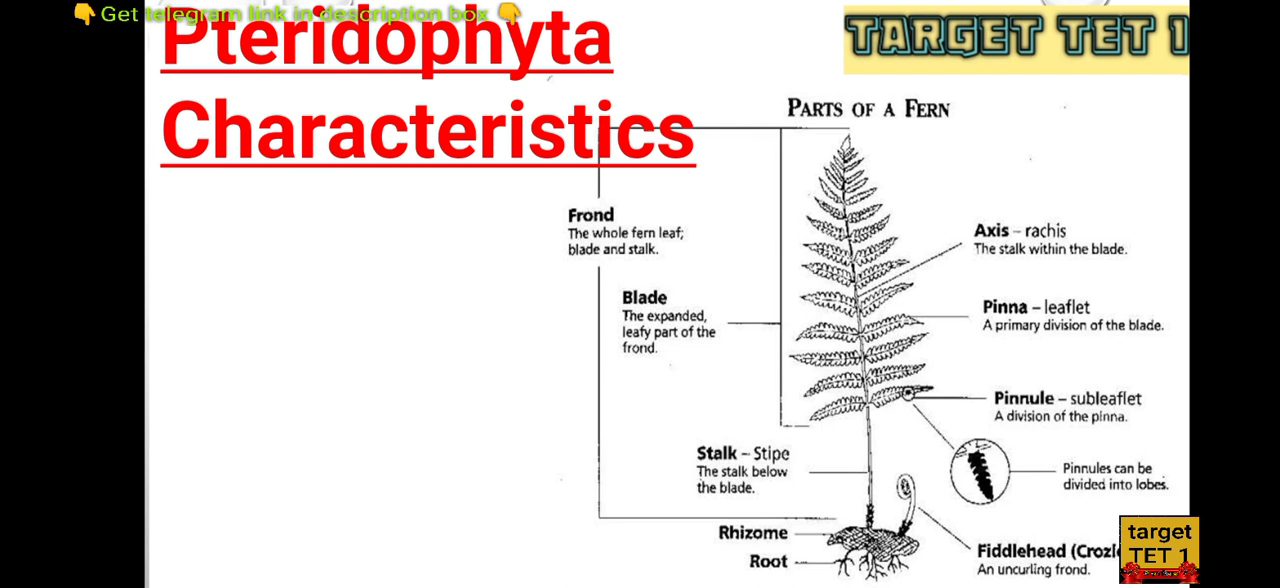 👇 Get telegram link in description box 👇
Pteridophyta
Characteristics
TARGET TET 1
PARTS OF A FERN
Frond
The whole fern leaf;
blade and stalk.
Blade
The expanded,
leafy part of the
frond.
Stalk – Stipe
The stalk below
the blade.
Rhizome
Root
Axis – rachis
The stalk within the blade.
Pinna – leaflet
A primary division of the blade.
Pinnule – subleaflet
A division of the pinna.
Pinnules can be
divided into lobes.
Fiddlehead (Crozi
An uncurling frond.
target
TET 1